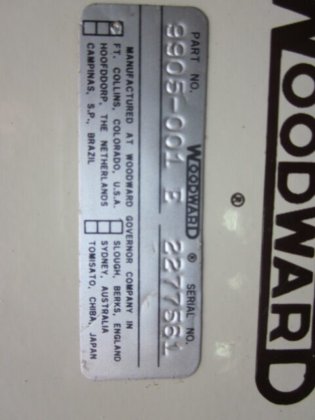 WOODWARD ®
PART NO. WOODWARD ® SERIAL NO.
9905-001 E 2277561
MANUFACTURED AT WOODWARD GOVERNOR COMPANY IN
FT. COLLINS, COLORADO, U.S.A. SLOUGH, BERKS, ENGLAND
HOOFDDORP, THE NETHERLANDS SYDNEY, AUSTRALIA
CAMPINAS, S.P., BRAZIL TOMISATO, CHIBA, JAPAN